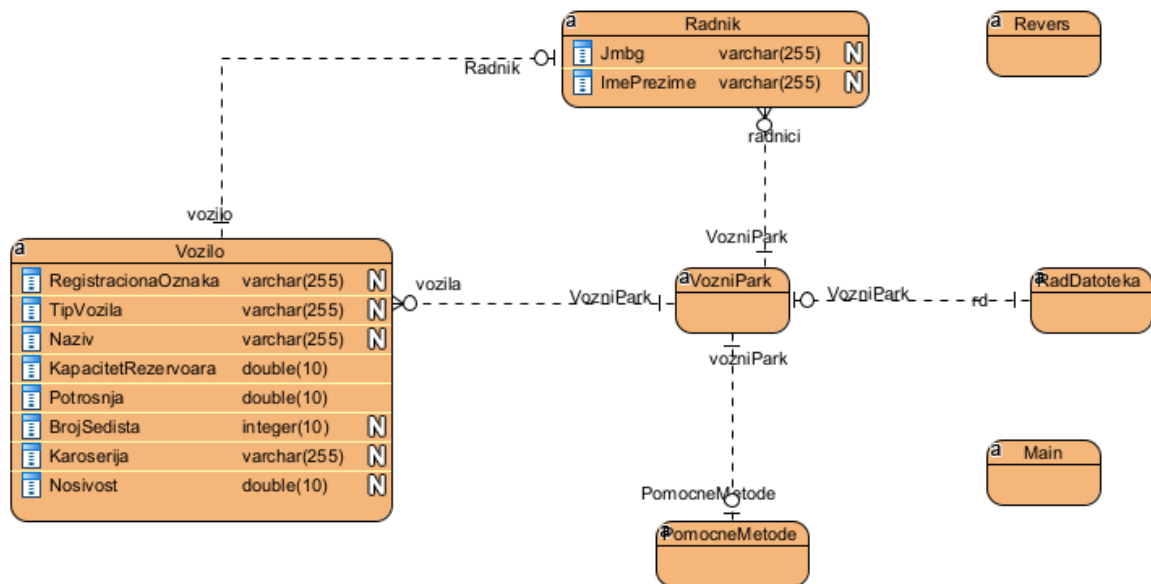 a Radnik
Jmbg varchar(255) N
ImePrezime varchar(255) N
a Revers
Radnik
radnici
vozilo
VozniPark
a Vozilo
RegistracionaOznaka varchar(255) N
TipVozila varchar(255) N
Naziv varchar(255) N
KapacitetRezervoara double(10)
Potrosnja double(10)
BrojSedista integer(10) N
Karoserija varchar(255) N
Nosivost double(10) N
vozila
VozniPark
a VozniPark
VozniPark
rd
a RadDatoteka
vozniPark
a Main
PomocneMetode
a PomocneMetode